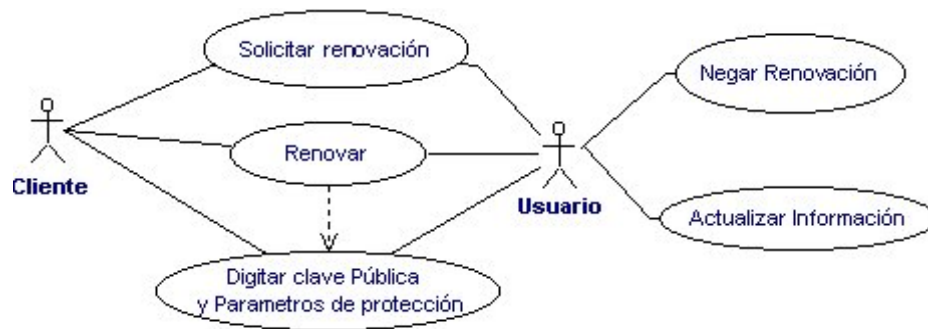 Solicitar renovación
Negar Renovación
Renovar
Cliente
Usuario
Actualizar Información
Digitar clave Pública
y Parametros de protección